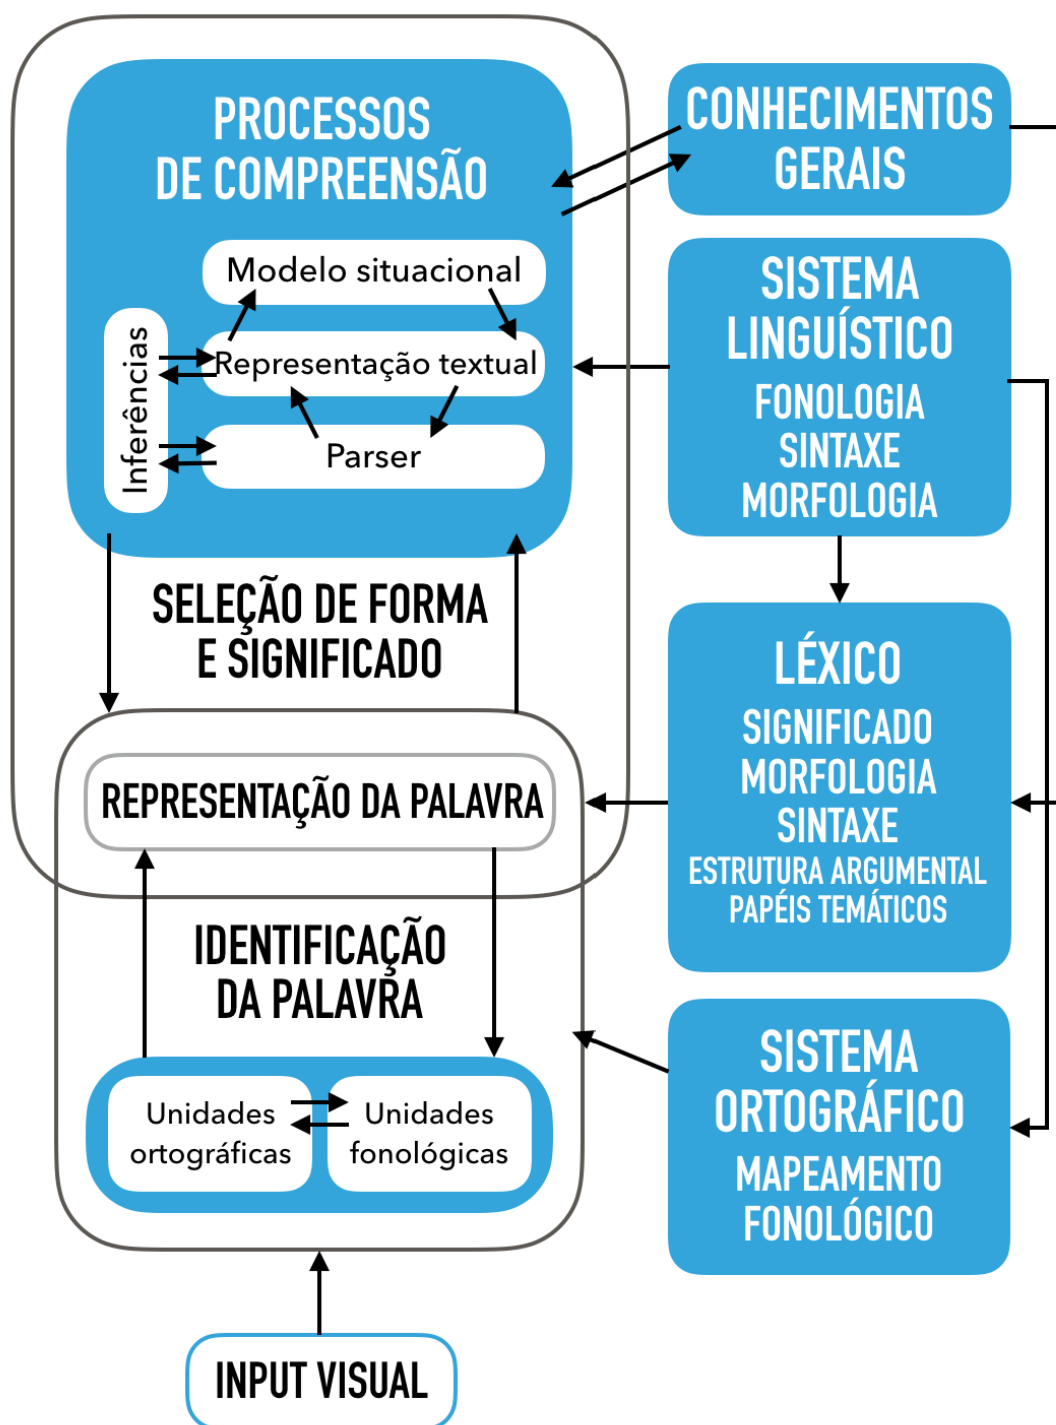 PROCESSOS
DE COMPREENSÃO
Modelo situacional
Inferências
Representação textual
Parser
SELEÇÃO DE FORMA
E SIGNIFICADO
REPRESENTAÇÃO DA PALAVRA
IDENTIFICAÇÃO
DA PALAVRA
Unidades
ortográficas
Unidades
fonológicas
INPUT VISUAL
CONHECIMENTOS
GERAIS
SISTEMA
LINGUÍSTICO
FONOLOGIA
SINTAXE
MORFOLOGIA
LÉXICO
SIGNIFICADO
MORFOLOGIA
SINTAXE
ESTRUTURA ARGUMENTAL
PAPÉIS TEMÁTICOS
SISTEMA
ORTOGRÁFICO
MAPEAMENTO
FONOLÓGICO